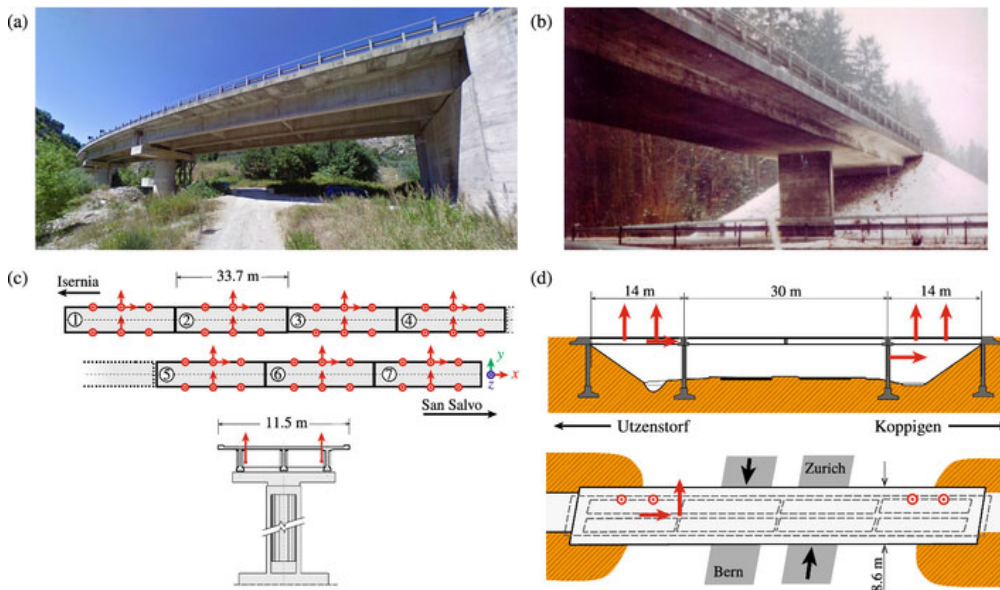 (a)
(b)
(c)
33.7 m
Isernia
① ② ③ ④
⑤ ⑥ ⑦
y
x
z
San Salvo
11.5 m
(d)
14 m 30 m 14 m
Utzenstorf Koppigen
Zurich
Bern
8.6 m